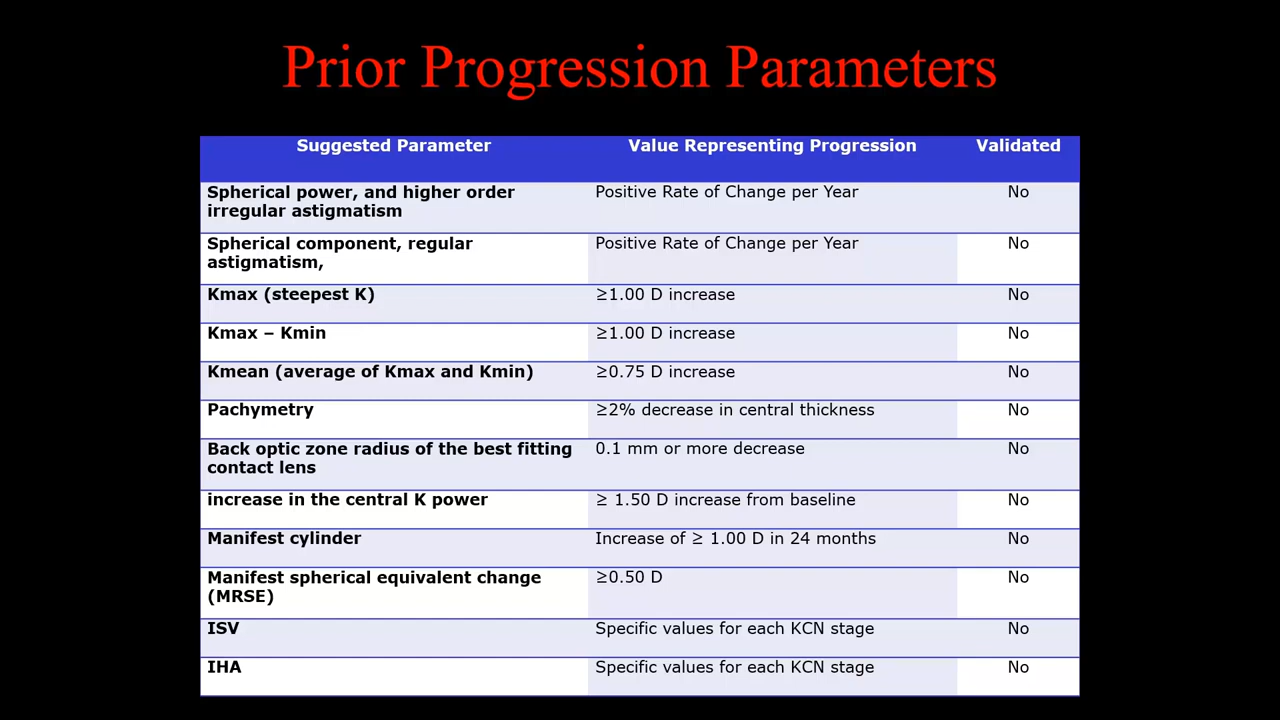 Prior Progression Parameters
Suggested Parameter Value Representing Progression Validated
Spherical power, and higher order Positive Rate of Change per Year No
irregular astigmatism
Spherical component, regular Positive Rate of Change per Year No
astigmatism,
Kmax (steepest K) ≥1.00 D increase No
Kmax – Kmin ≥1.00 D increase No
Kmean (average of Kmax and Kmin) ≥0.75 D increase No
Pachymetry ≥2% decrease in central thickness No
Back optic zone radius of the best fitting 0.1 mm or more decrease No
contact lens
increase in the central K power ≥ 1.50 D increase from baseline No
Manifest cylinder Increase of ≥ 1.00 D in 24 months No
Manifest spherical equivalent change ≥0.50 D No
(MRSE)
ISV Specific values for each KCN stage No
IHA Specific values for each KCN stage No